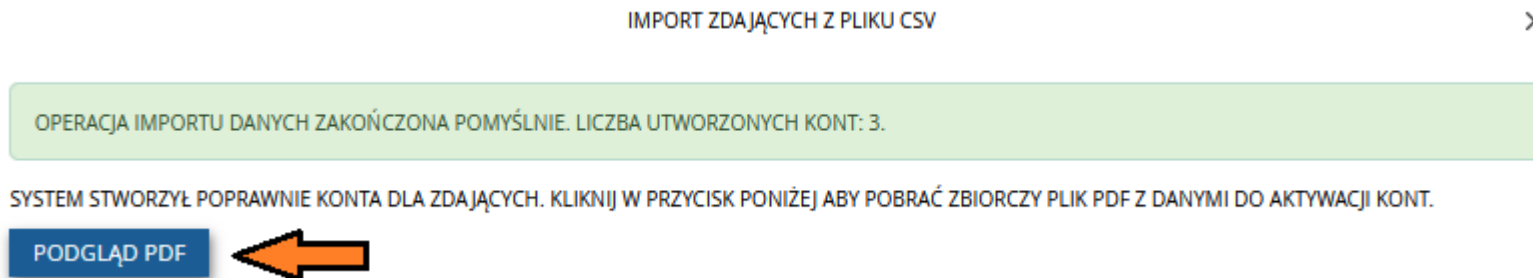 IMPORT ZDAJĄCYCH Z PLIKU CSV
OPERACJA IMPORTU DANYCH ZAKOŃCZONA POMYŚLNIE. LICZBA UTWORZONYCH KONT: 3.
SYSTEM STWORZYŁ POPRAWNIE KONTA DLA ZDAJĄCYCH. KLIKNIJ W PRZYCISK PONIŻEJ ABY POBRAĆ ZBIORCZY PLIK PDF Z DANYMI DO AKTYWACJI KONT.
PODGLĄD PDF